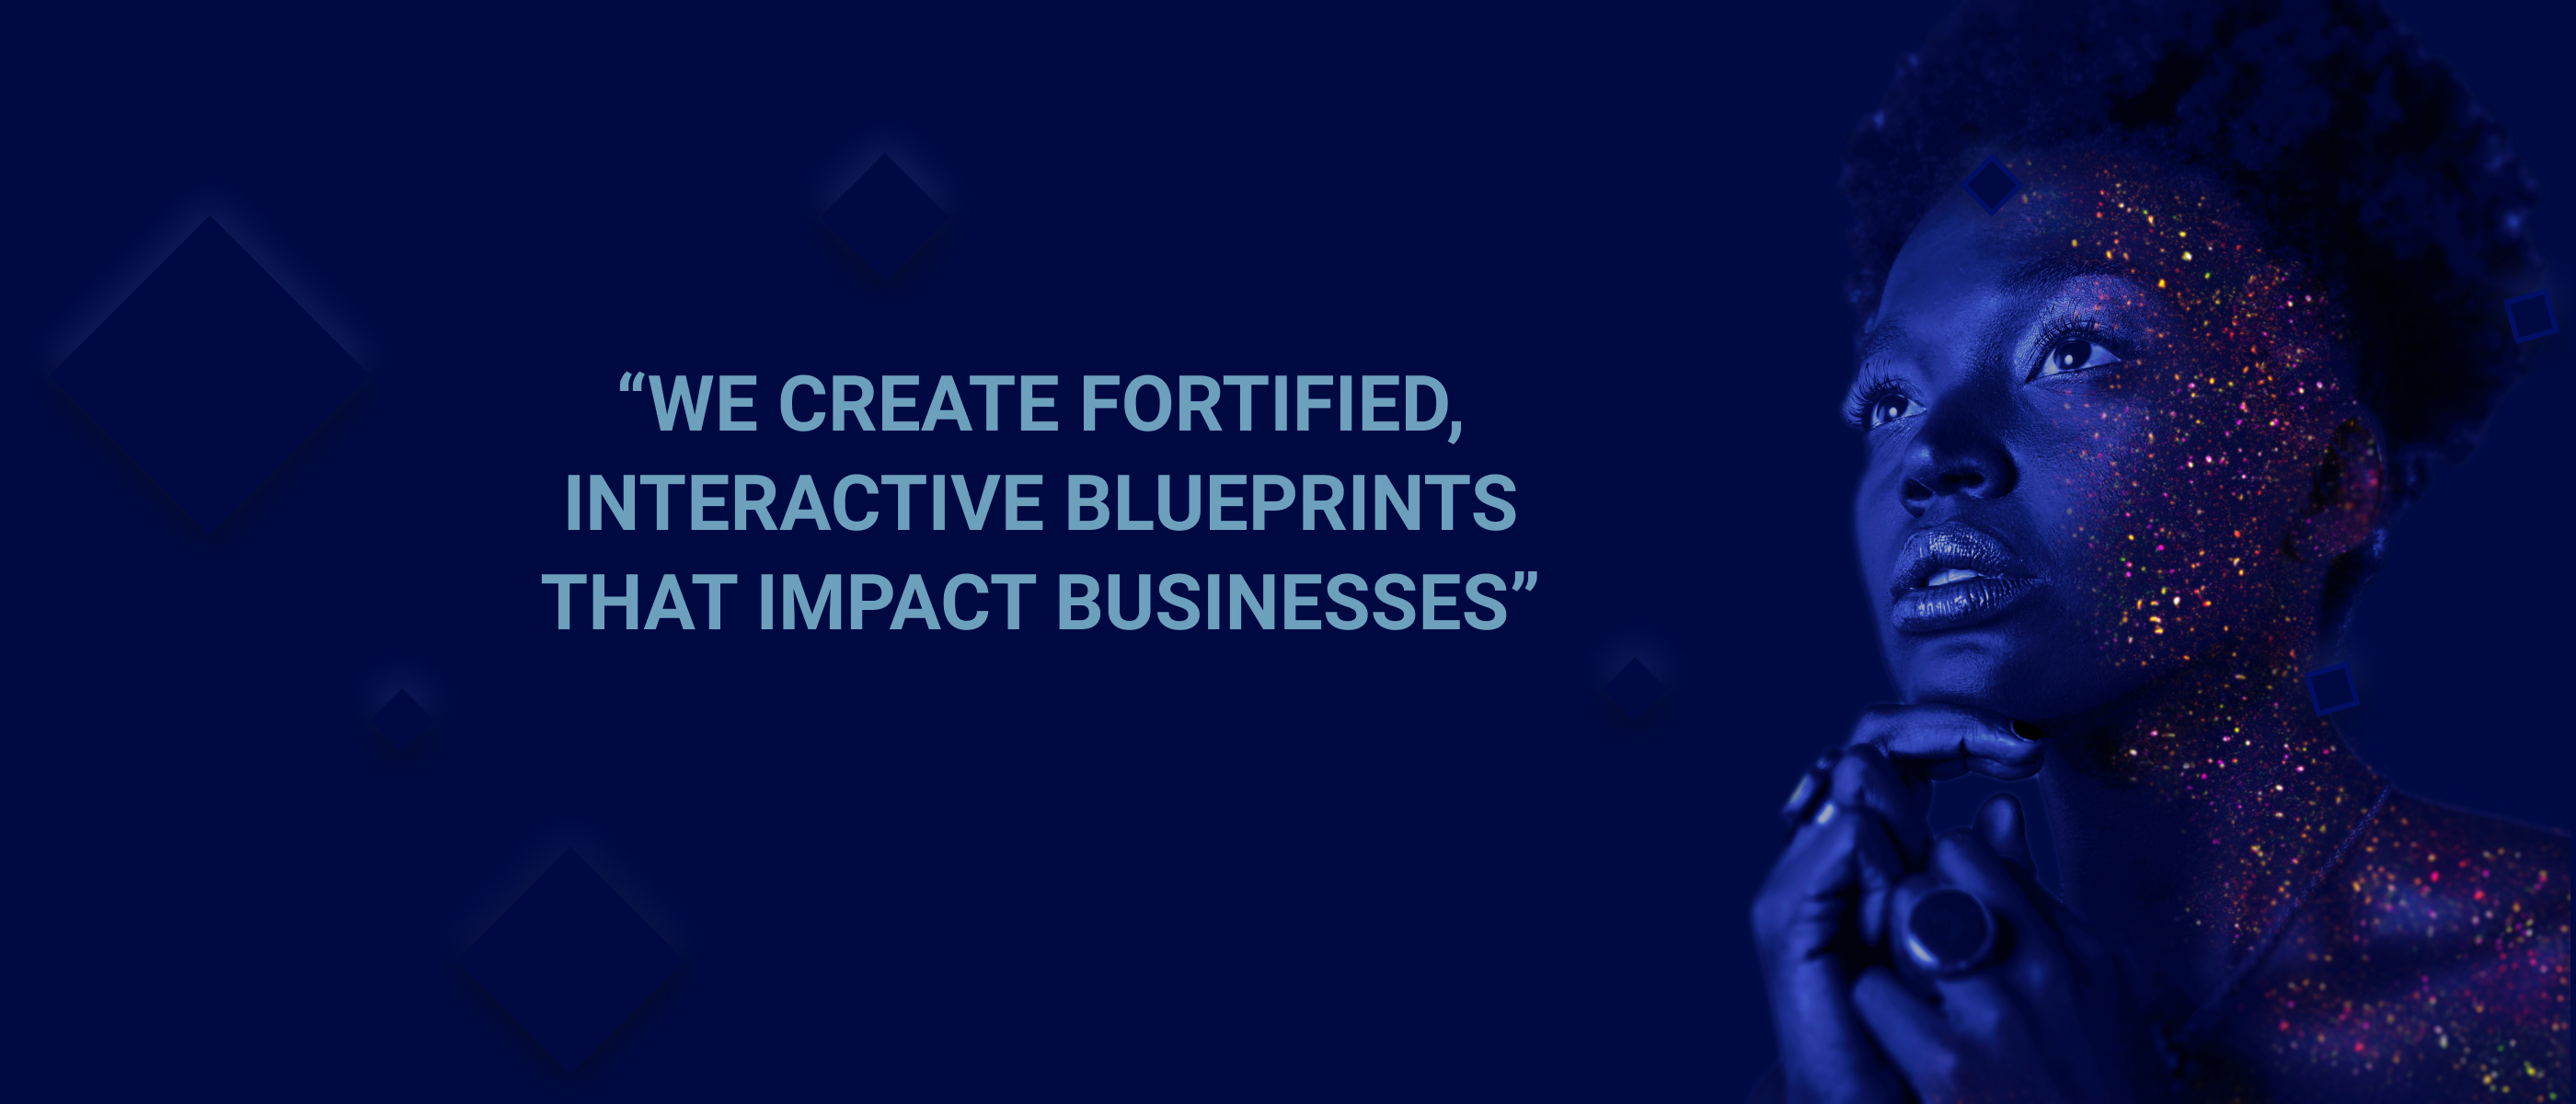 “WE CREATE FORTIFIED,
INTERACTIVE BLUEPRINTS
THAT IMPACT BUSINESSES”